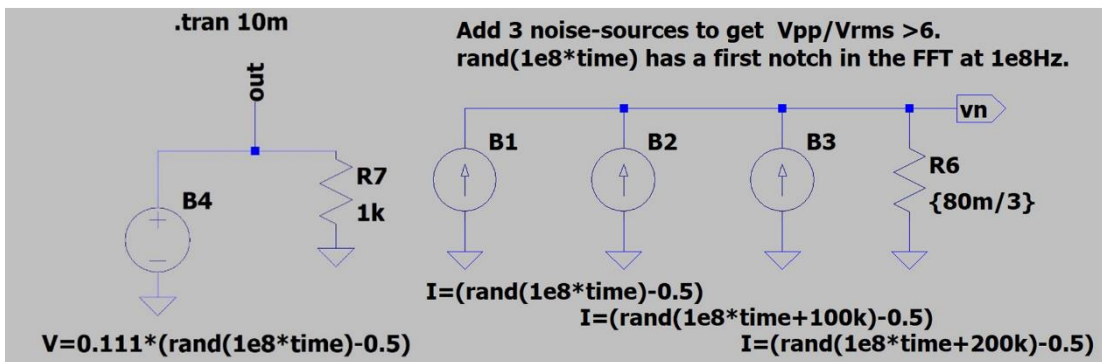 .tran 10m
Add 3 noise-sources to get Vpp/Vrms >6.
rand(1e8*time) has a first notch in the FFT at 1e8Hz.
out
vn
B1
B2
B3
R6
{80m/3}
R7
1k
B4
I=(rand(1e8*time)-0.5)
I=(rand(1e8*time+100k)-0.5)
V=0.111*(rand(1e8*time)-0.5)
I=(rand(1e8*time+200k)-0.5)